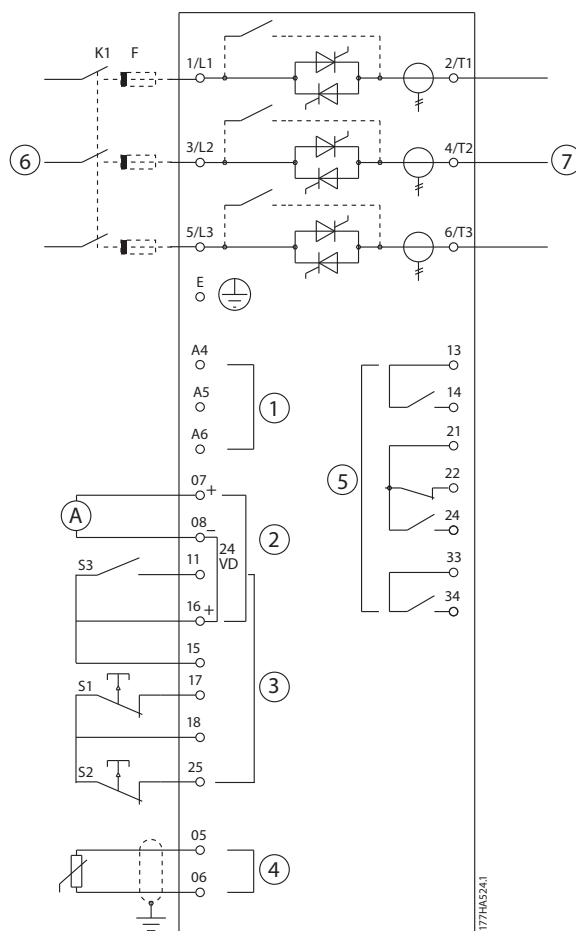 K1 F 1/L1 2/T1
6 3/L2 4/T2 7
5/L3 6/T3
E
A4 13
A5 1 14
A6 21
07 + 5 22
A 08 – 24 VD 2 24
S3 11 33
16 + 34
15
S1 17 3
18
S2 25
05
4
06
177HA524.1